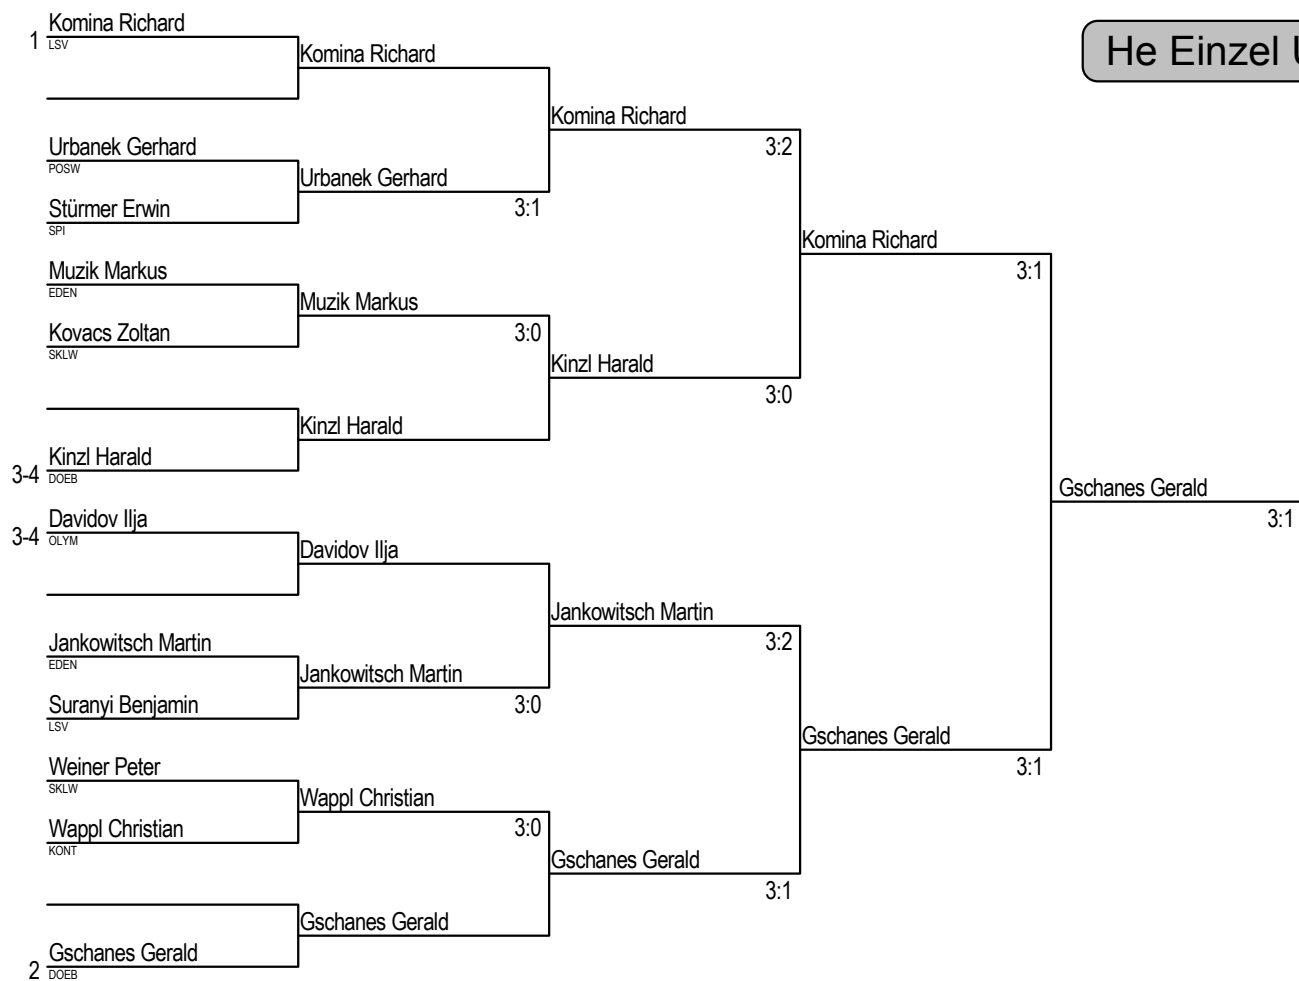 He Einzel U
Komina Richard
1
LSV
Urbanek Gerhard
POSW
Stürmer Erwin
SPI
Muzik Markus
EDEN
Kovacs Zoltan
SKLW
Kinzl Harald
3-4
DOEB
Davidov Ilja
3-4
OLYM
Jankowitsch Martin
EDEN
Suranyi Benjamin
LSV
Weiner Peter
SKLW
Wappl Christian
KONT
Gschanes Gerald
2
DOEB
Komina Richard
Urbanek Gerhard
3:1
Muzik Markus
3:0
Kinzl Harald
Davidov Ilja
Jankowitsch Martin
3:0
Wappl Christian
3:0
Gschanes Gerald
Komina Richard
3:2
Kinzl Harald
3:0
Jankowitsch Martin
3:2
Gschanes Gerald
3:1
Komina Richard
3:1
Gschanes Gerald
3:1
Gschanes Gerald
3:1